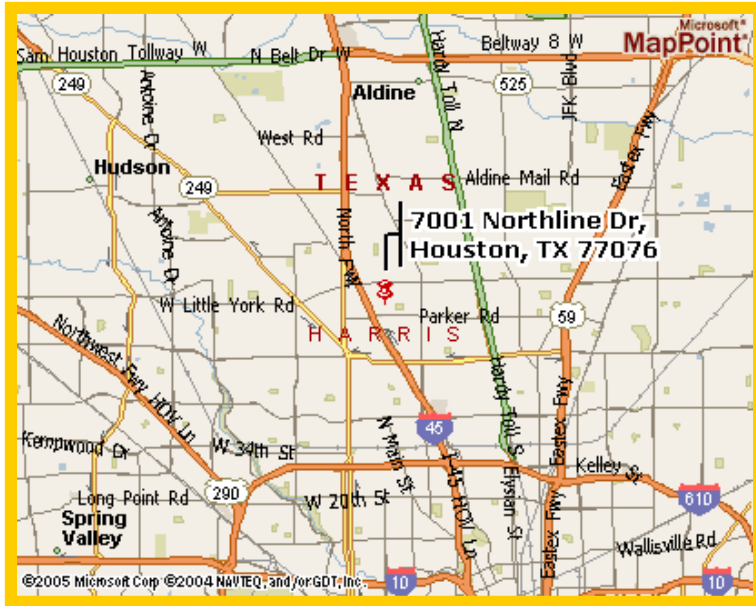 Microsoft®
MapPoint®
Sam Houston Tollway W
N Belt Dr W
Beltway 8 W
249
Antoine Dr
Aldine
Hardy Toll N
525
JFK Blvd
Eastex Fwy
West Rd
Hudson
249
TEXAS
Aldine Mail Rd
Antoine Dr
North Fwy
7001 Northline Dr,
Houston, TX 77076
W Little York Rd
Parker Rd
59
HARRIS
Northwest Fwy HOV Ln
Hardy Toll S
Eastex Fwy
45
Kempwood Dr
W 34th St
N Main St
I-45 HOV Ln
Elysian St
Kelley St
290
Long Point Rd
W 20th St
610
Spring
Valley
Eastex Fwy
Wallisville Rd
10
10
©2005 Microsoft Corp ©2004 NAVTEQ, and/or GDT, Inc.